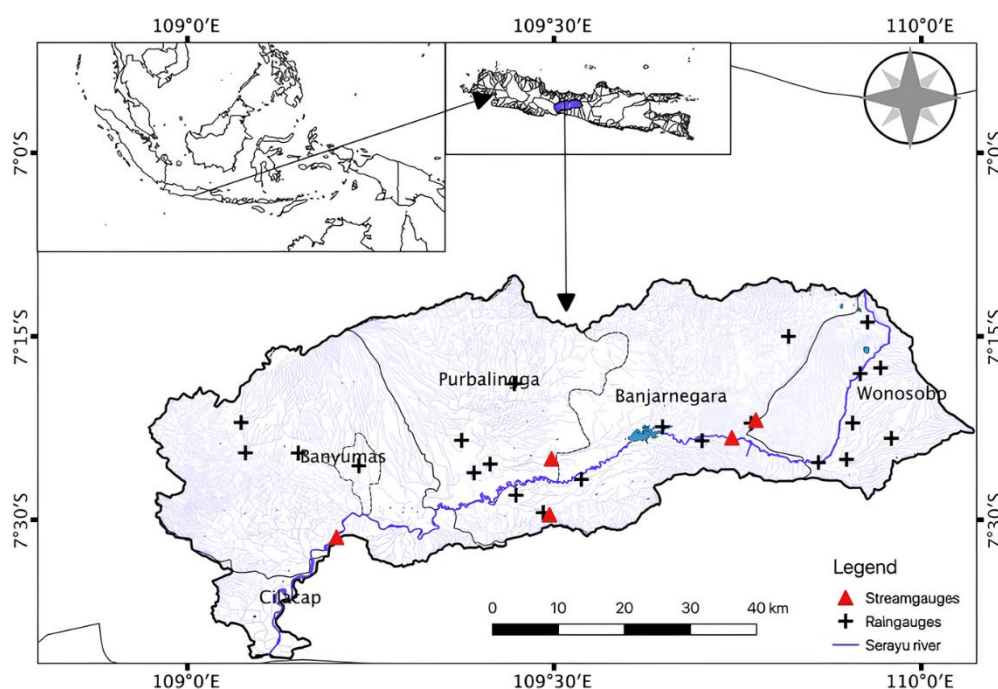 109°0′E 109°30′E 110°0′E
7°0′S 7°0′S
7°15′S 7°15′S
Purbalingga
Banjarnegara
Wonosobo
Banyumas
7°30′S 7°30′S
Cilacap
Legend
Streamgauges
Raingauges
Serayu river
0 10 20 30 40 km
109°0′E 109°30′E 110°0′E